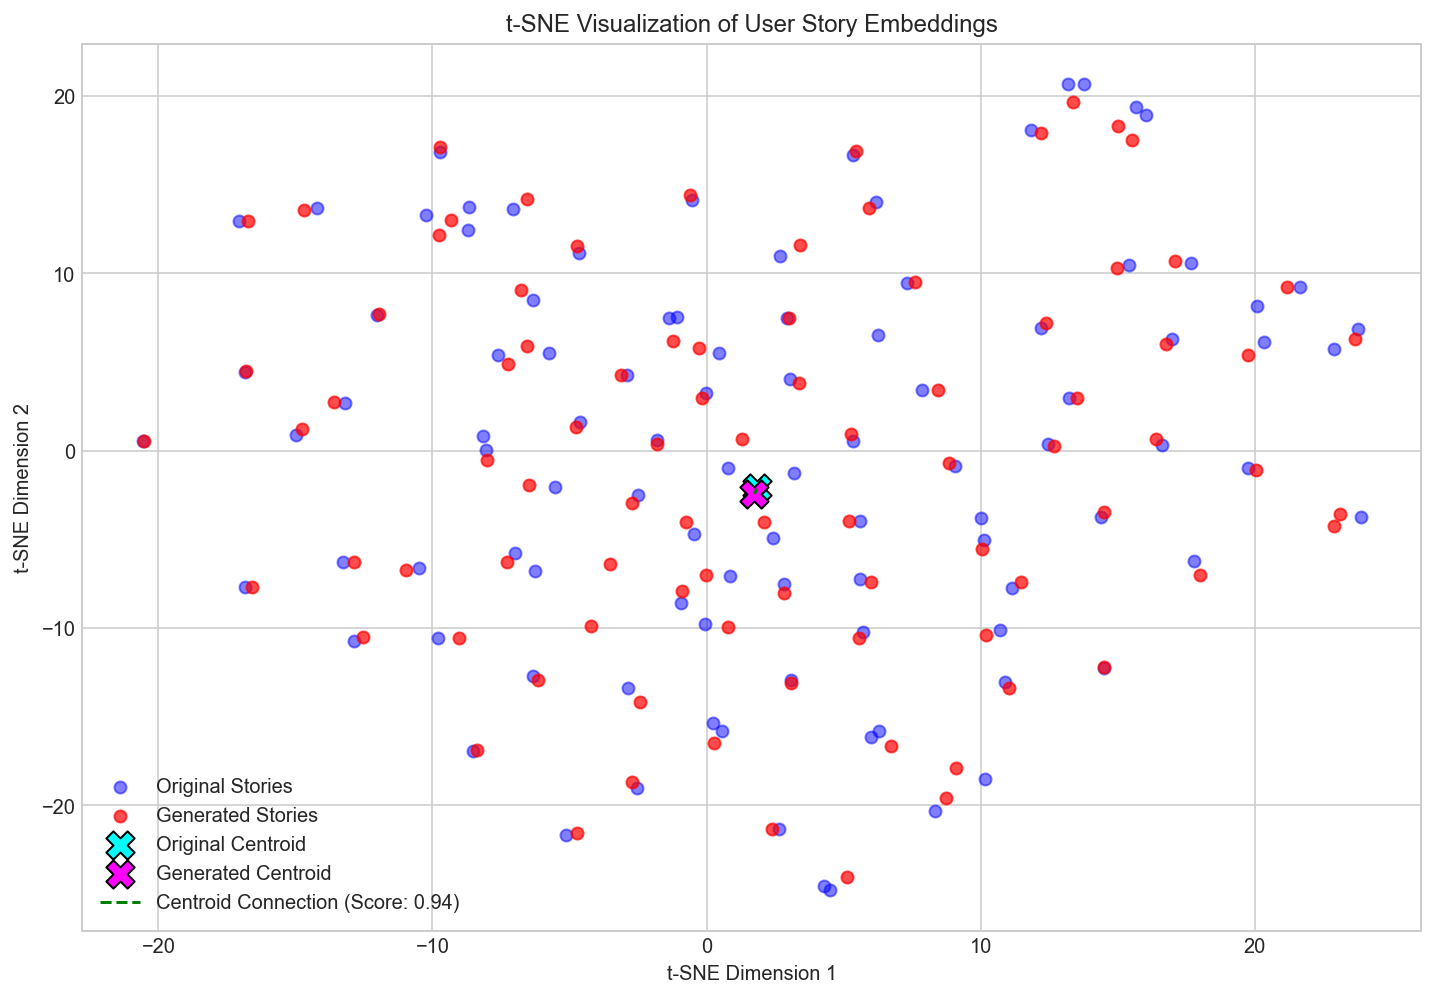 t-SNE Visualization of User Story Embeddings
t-SNE Dimension 2
20
10
0
−10
−20
Original Stories
Generated Stories
Original Centroid
Generated Centroid
Centroid Connection (Score: 0.94)
−20
−10
0
10
20
t-SNE Dimension 1